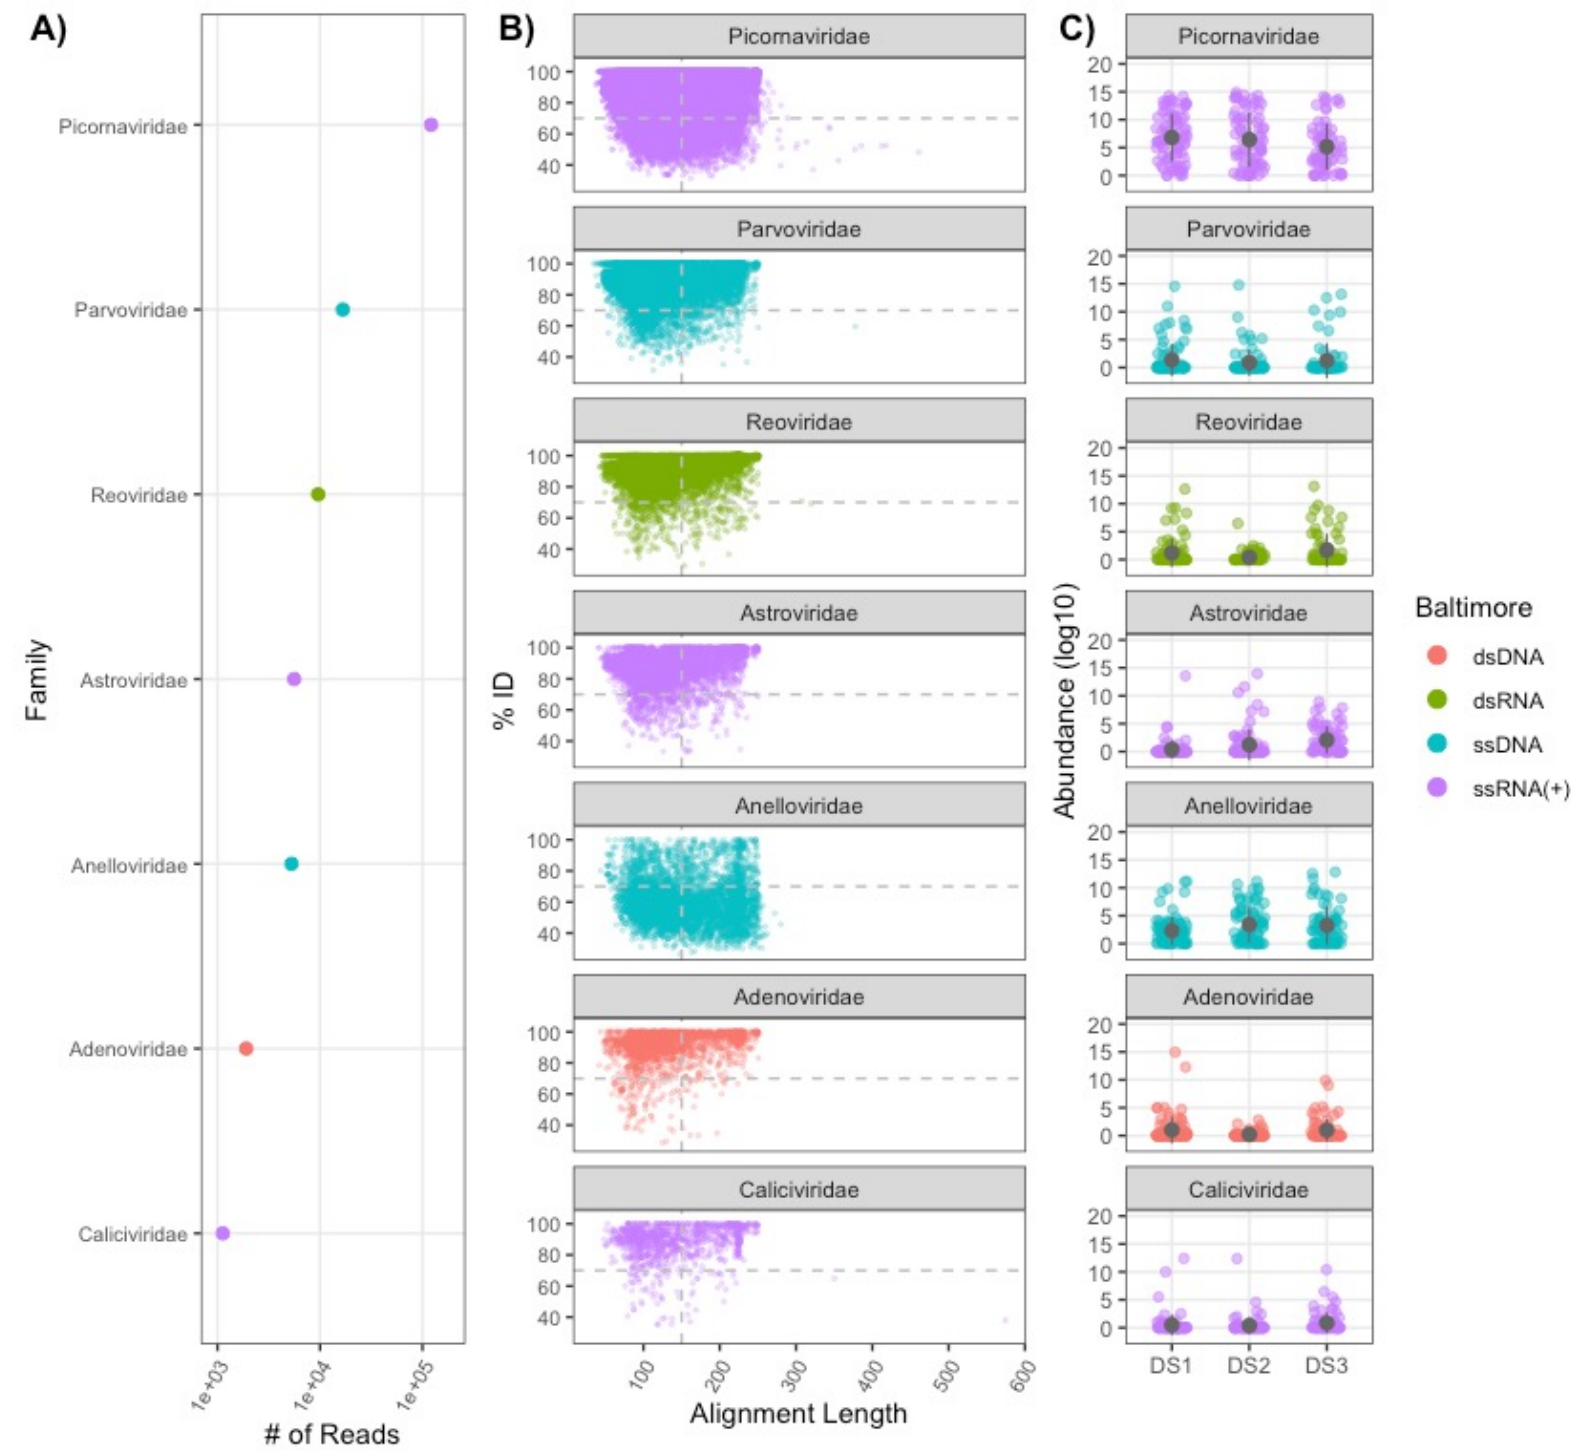 A)
Picornaviridae
Parvoviridae
Reoviridae
Astroviridae
Anelloviridae
Adenoviridae
Caliciviridae
Family
1e+03
1e+04
1e+05
# of Reads
B)
Picornaviridae
100
80
60
40
Parvoviridae
100
80
60
40
Reoviridae
100
80
60
40
Astroviridae
100
80
60
40
Anelloviridae
100
80
60
40
Adenoviridae
100
80
60
40
Caliciviridae
100
80
60
40
% ID
100
200
300
400
500
600
Alignment Length
C)
Picornaviridae
20
15
10
5
0
Parvoviridae
20
15
10
5
0
Reoviridae
20
15
10
5
0
Astroviridae
20
15
10
5
0
Anelloviridae
20
15
10
5
0
Adenoviridae
20
15
10
5
0
Caliciviridae
20
15
10
5
0
Abundance (log10)
DS1
DS2
DS3
Baltimore
dsDNA
dsRNA
ssDNA
ssRNA(+)